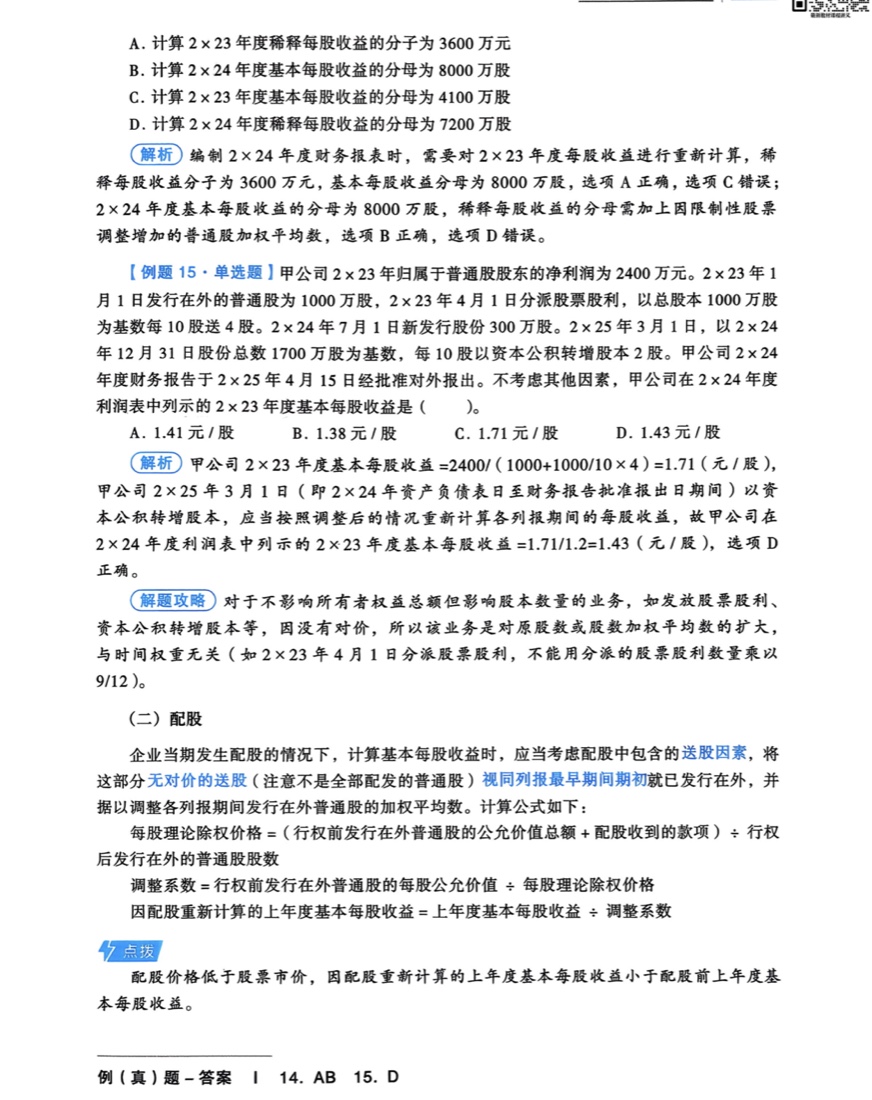 A. 计算 2×23 年度稀释每股收益的分子为 3600 万元
B. 计算 2×24 年度基本每股收益的分母为 8000 万股
C. 计算 2×23 年度基本每股收益的分母为 4100 万股
D. 计算 2×24 年度稀释每股收益的分母为 7200 万股
解析 编制 2×24 年度财务报表时，需要对 2×23 年度每股收益进行重新计算，稀
释每股收益分子为 3600 万元，基本每股收益分母为 8000 万股，选项 A 正确，选项 C 错误；
2×24 年度基本每股收益的分母为 8000 万股，稀释每股收益的分母需加上因限制性股票
调整增加的普通股加权平均数，选项 B 正确，选项 D 错误。
【例题 15·单选题】甲公司 2×23 年归属于普通股股东的净利润为 2400 万元。2×23 年 1
月 1 日发行在外的普通股为 1000 万股，2×23 年 4 月 1 日分派股票股利，以总股本 1000 万股
为基数每 10 股送 4 股。2×24 年 7 月 1 日新发行股份 300 万股。2×25 年 3 月 1 日，以 2×24
年 12 月 31 日股份总数 1700 万股为基数，每 10 股以资本公积转增股本 2 股。甲公司 2×24
年度财务报告于 2×25 年 4 月 15 日经批准对外报出。不考虑其他因素，甲公司在 2×24 年度
利润表中列示的 2×23 年度基本每股收益是（　　）。
A. 1.41 元 / 股 B. 1.38 元 / 股 C. 1.71 元 / 股 D. 1.43 元 / 股
解析 甲公司 2×23 年度基本每股收益 =2400/（1000+1000/10×4）=1.71（元 / 股），
甲公司 2×25 年 3 月 1 日（即 2×24 年资产负债表日至财务报告批准报出日期间）以资
本公积转增股本，应当按照调整后的情况重新计算各列报期间的每股收益，故甲公司在
2×24 年度利润表中列示的 2×23 年度基本每股收益 =1.71/1.2=1.43（元 / 股），选项 D
正确。
解题攻略 对于不影响所有者权益总额但影响股本数量的业务，如发放股票股利、
资本公积转增股本等，因没有对价，所以该业务是对原股数或股数加权平均数的扩大，
与时间权重无关（如 2×23 年 4 月 1 日分派股票股利，不能用分派的股票股利数量乘以
9/12）。
（二）配股
企业当期发生配股的情况下，计算基本每股收益时，应当考虑配股中包含的送股因素，将
这部分无对价的送股（注意不是全部配发的普通股）视同列报最早期间期初就已发行在外，并
据以调整各列报期间发行在外普通股的加权平均数。计算公式如下：
每股理论除权价格 =（行权前发行在外普通股的公允价值总额 + 配股收到的款项）÷ 行权
后发行在外的普通股股数
调整系数 = 行权前发行在外普通股的每股公允价值 ÷ 每股理论除权价格
因配股重新计算的上年度基本每股收益 = 上年度基本每股收益 ÷ 调整系数
点拨
配股价格低于股票市价，因配股重新计算的上年度基本每股收益小于配股前上年度基
本每股收益。
例（真）题 – 答案 | 14. AB 15. D